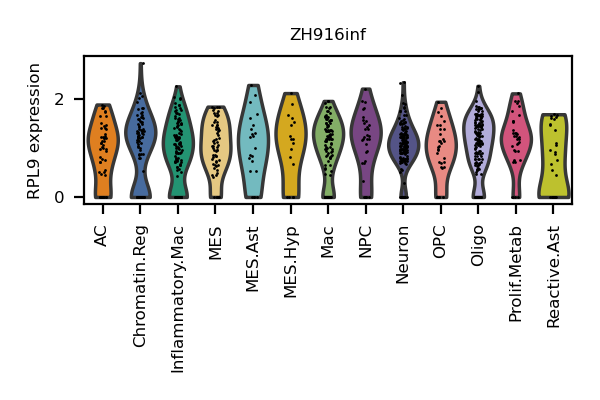 ZH916inf
RPL9 expression
2
0
AC
Chromatin.Reg
Inflammatory.Mac
MES
MES.Ast
MES.Hyp
Mac
NPC
Neuron
OPC
Oligo
Prolif.Metab
Reactive.Ast